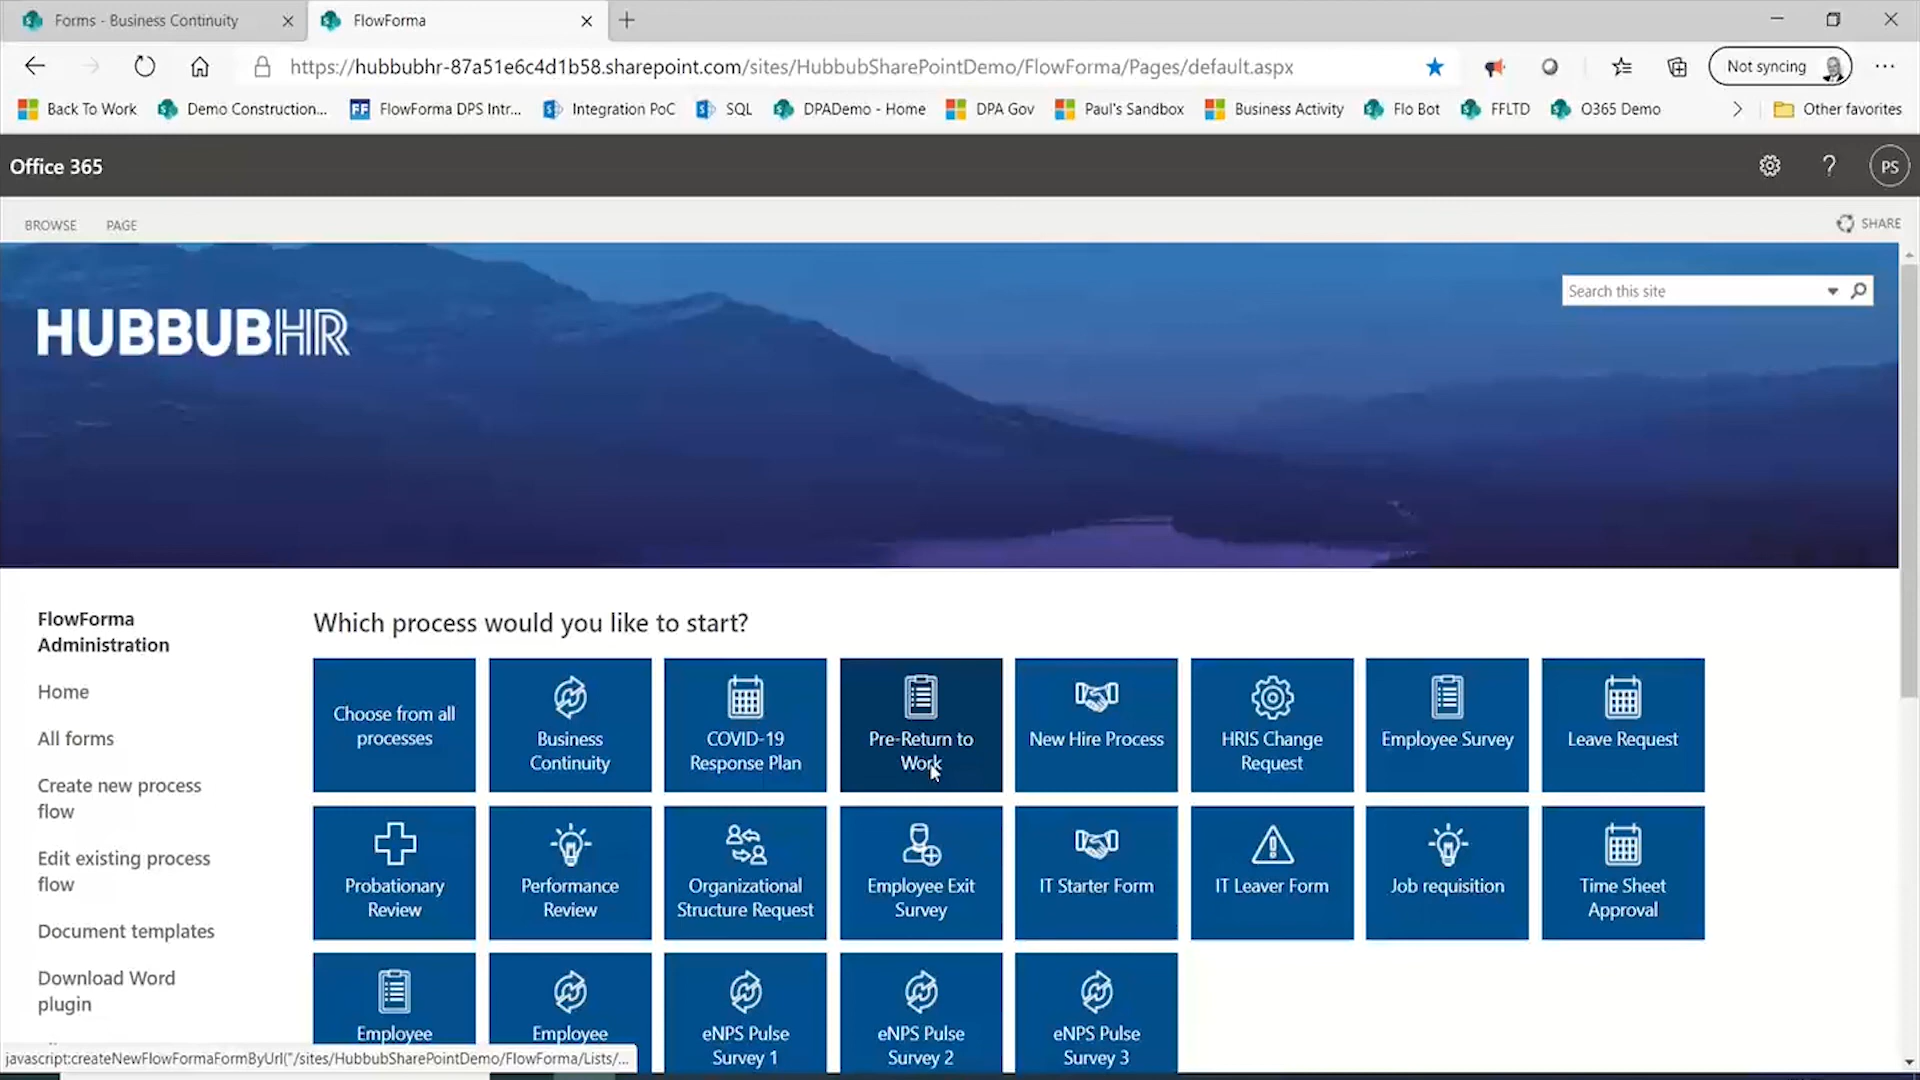 Forms - Business Continuity
FlowForma
https://hubbubhr-87a51e6c4d1b58.sharepoint.com/sites/HubbubSharePointDemo/FlowForma/Pages/default.aspx
Not syncing
Back To Work
Demo Construction...
FF
FlowForma DPS Intr...
Integration PoC
SQL
DPADemo - Home
DPA Gov
Paul's Sandbox
Business Activity
Flo Bot
FFLTD
O365 Demo
Other favorites
Office 365
?
PS
BROWSE
PAGE
SHARE
HUBBUBHR
Search this site
FlowForma
Administration
Home
All forms
Create new process
flow
Edit existing process
flow
Document templates
Download Word
plugin
Which process would you like to start?
Choose from all
processes
Business
Continuity
COVID-19
Response Plan
Pre-Return to
Work
New Hire Process
HRIS Change
Request
Employee Survey
Leave Request
Probationary
Review
Performance
Review
Organizational
Structure Request
Employee Exit
Survey
IT Starter Form
IT Leaver Form
Job requisition
Time Sheet
Approval
Employee
Employee
eNPS Pulse
Survey 1
eNPS Pulse
Survey 2
eNPS Pulse
Survey 3
javascript:createNewFlowFormaFormByUrl("/sites/HubbubSharePointDemo/FlowForma/Lists/...